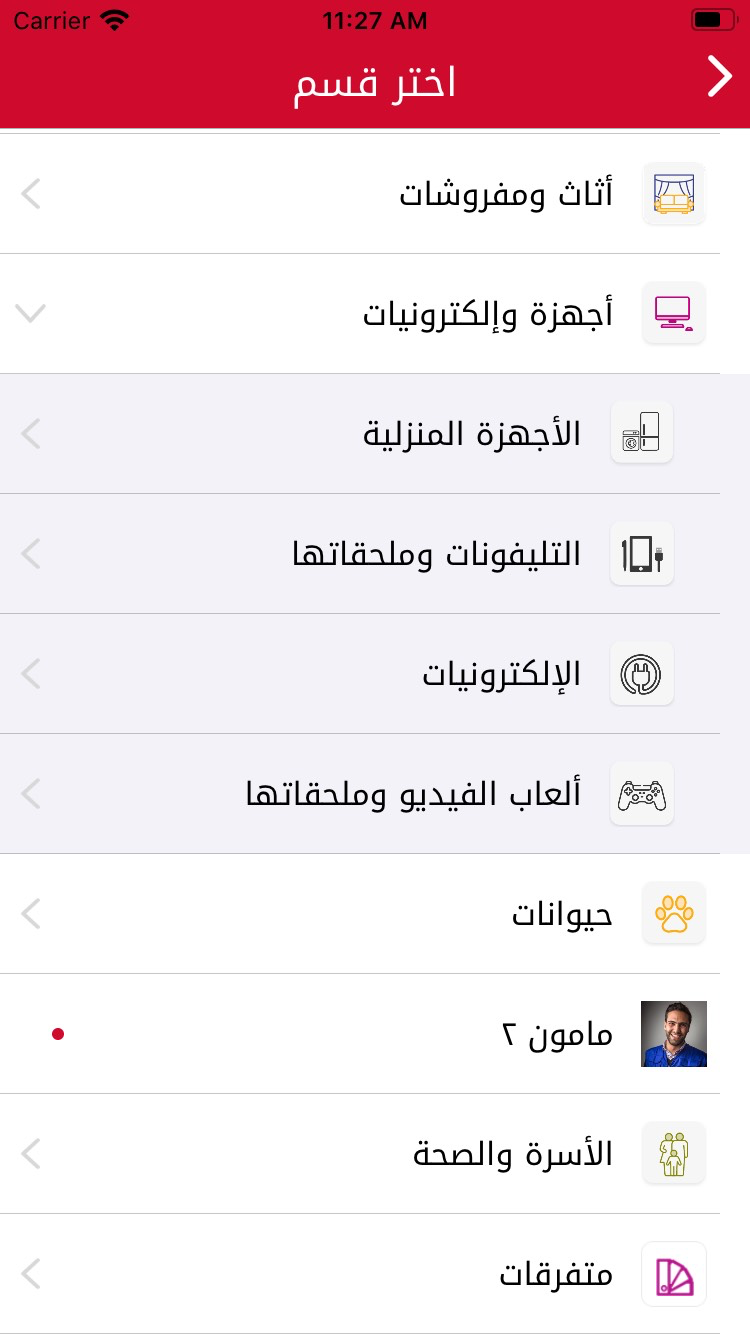 Carrier 11:27 AM
اختر قسم
أثاث ومفروشات
أجهزة وإلكترونيات
الأجهزة المنزلية
التليفونات وملحقاتها
الإلكترونيات
ألعاب الفيديو وملحقاتها
حيوانات
مامون ٢
الأسرة والصحة
متفرقات